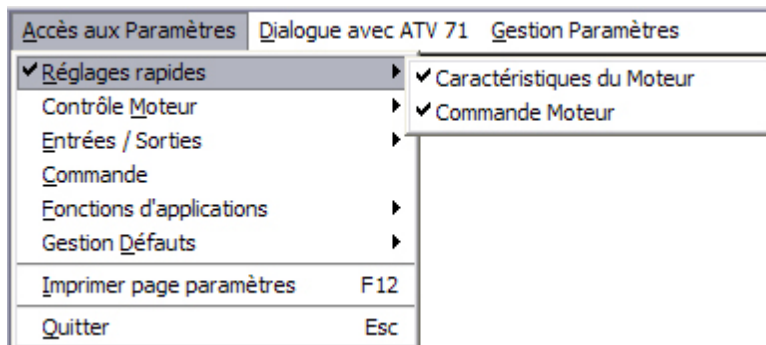 Accès aux Paramètres Dialogue avec ATV 71 Gestion Paramètres
Réglages rapides
Caractéristiques du Moteur
Contrôle Moteur
Commande Moteur
Entrées / Sorties
Commande
Fonctions d'applications
Gestion Défauts
Imprimer page paramètres F12
Quitter Esc